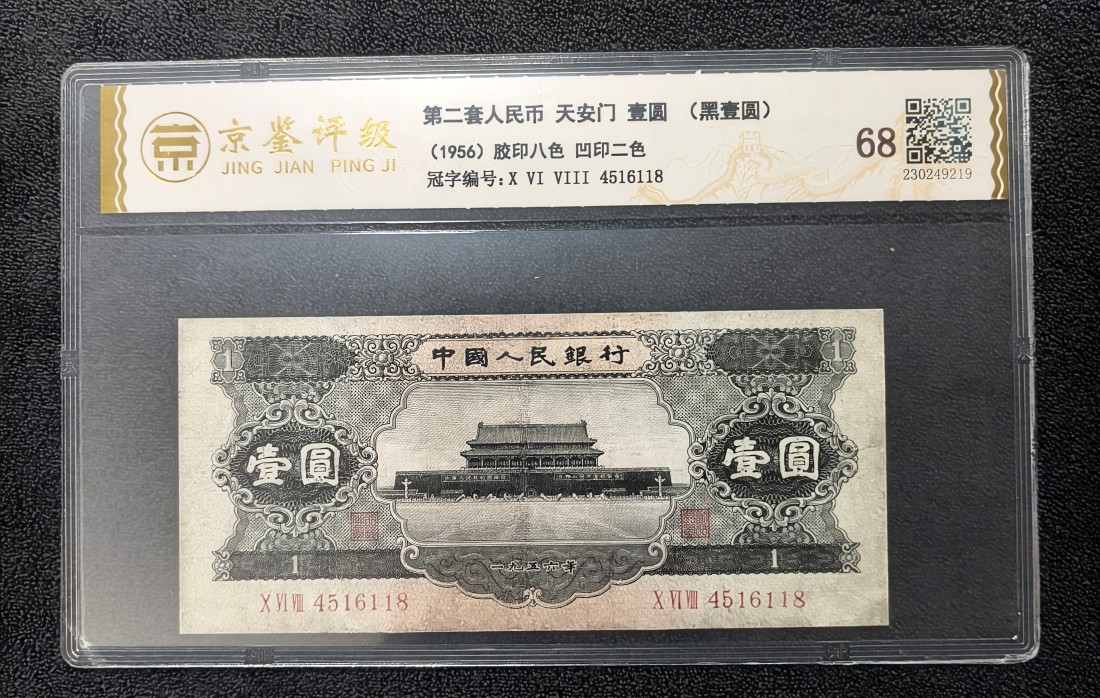 京鉴评级
JING JIAN PING JI
第二套人民币 天安门 壹圆 （黑壹圆）
（1956）胶印八色 凹印二色
冠字编号：X VI VIII 4516118
68
230249219
中國人民銀行
1 1
壹圓 壹圓
1 一九五六年 1
X VI VIII 4516118 X VI VIII 4516118